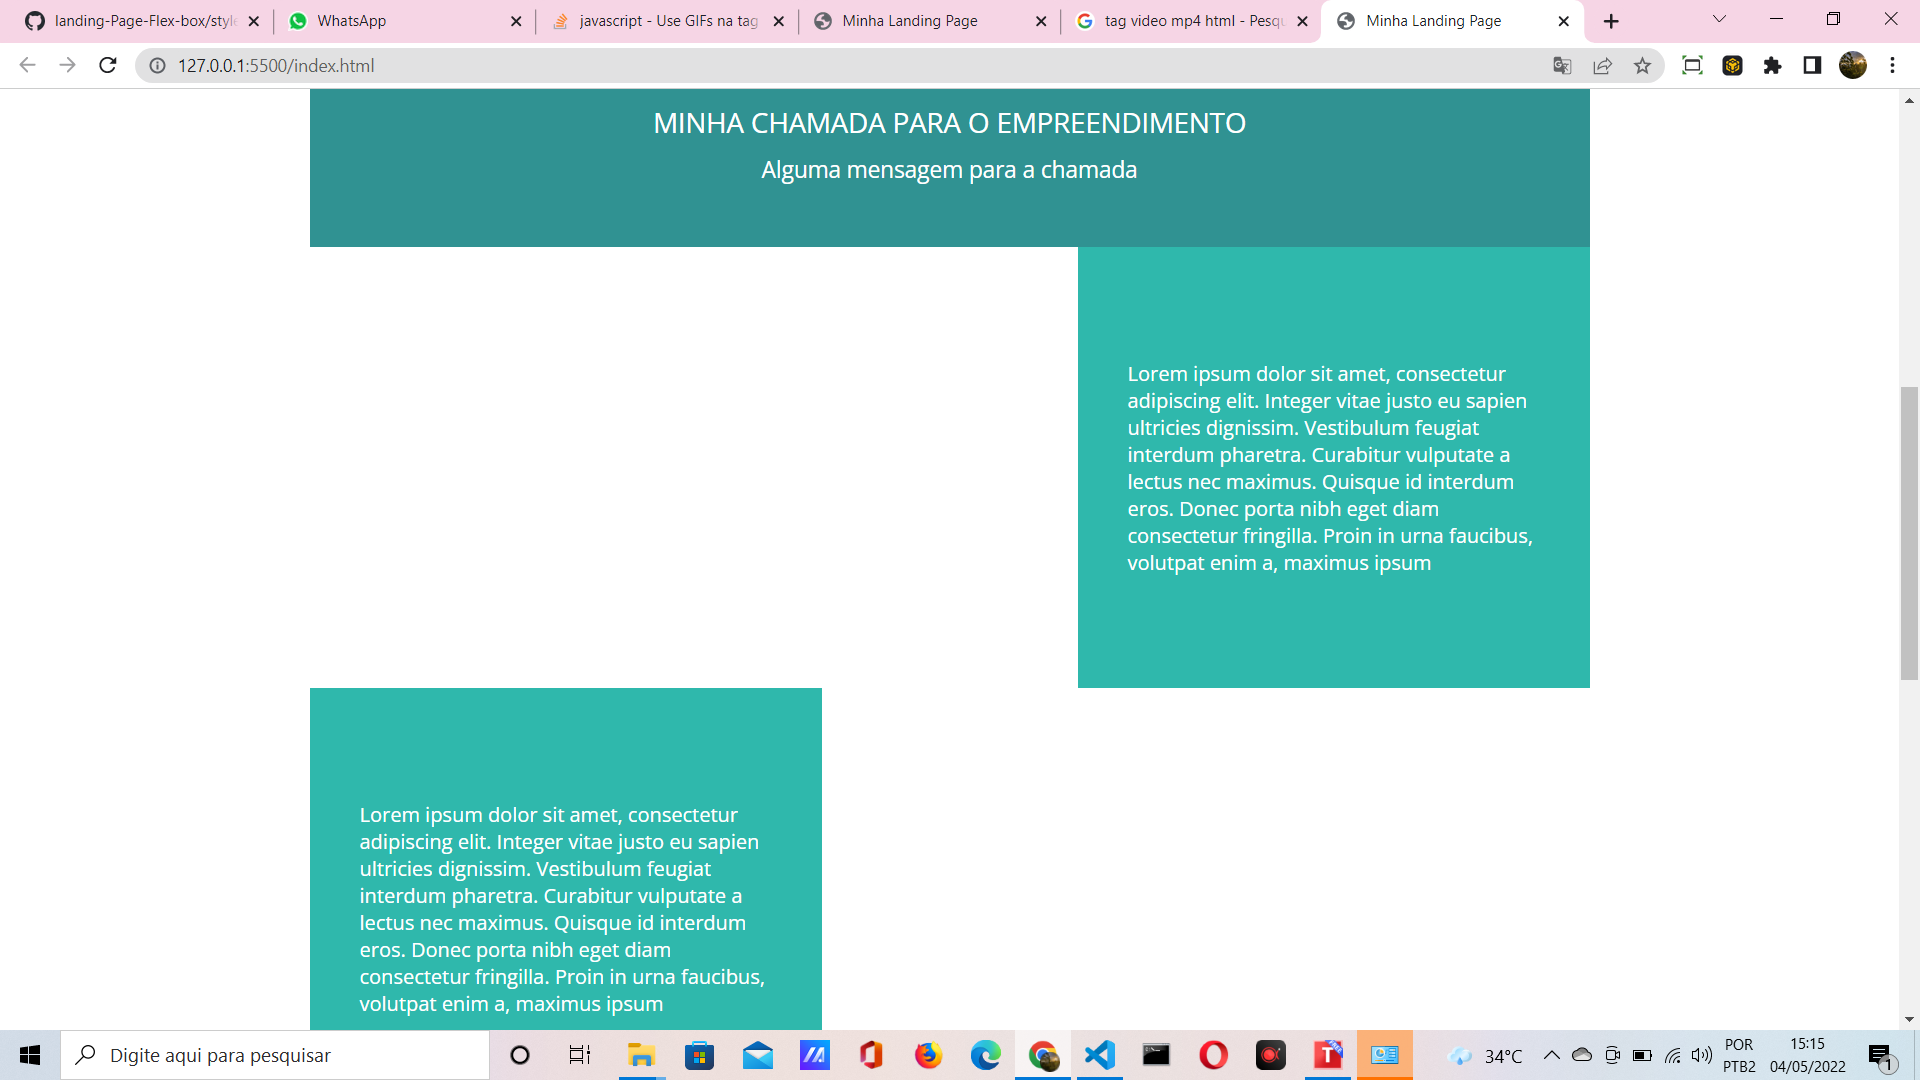 landing-Page-Flex-box/style
WhatsApp
javascript - Use GIFs na tag
Minha Landing Page
tag video mp4 html - Pesqu
Minha Landing Page
127.0.0.1:5500/index.html
MINHA CHAMADA PARA O EMPREENDIMENTO
Alguma mensagem para a chamada
Lorem ipsum dolor sit amet, consectetur
adipiscing elit. Integer vitae justo eu sapien
ultricies dignissim. Vestibulum feugiat
interdum pharetra. Curabitur vulputate a
lectus nec maximus. Quisque id interdum
eros. Donec porta nibh eget diam
consectetur fringilla. Proin in urna faucibus,
volutpat enim a, maximus ipsum
Lorem ipsum dolor sit amet, consectetur
adipiscing elit. Integer vitae justo eu sapien
ultricies dignissim. Vestibulum feugiat
interdum pharetra. Curabitur vulputate a
lectus nec maximus. Quisque id interdum
eros. Donec porta nibh eget diam
consectetur fringilla. Proin in urna faucibus,
volutpat enim a, maximus ipsum
Digite aqui para pesquisar
34°C
POR
PTB2
15:15
04/05/2022
1